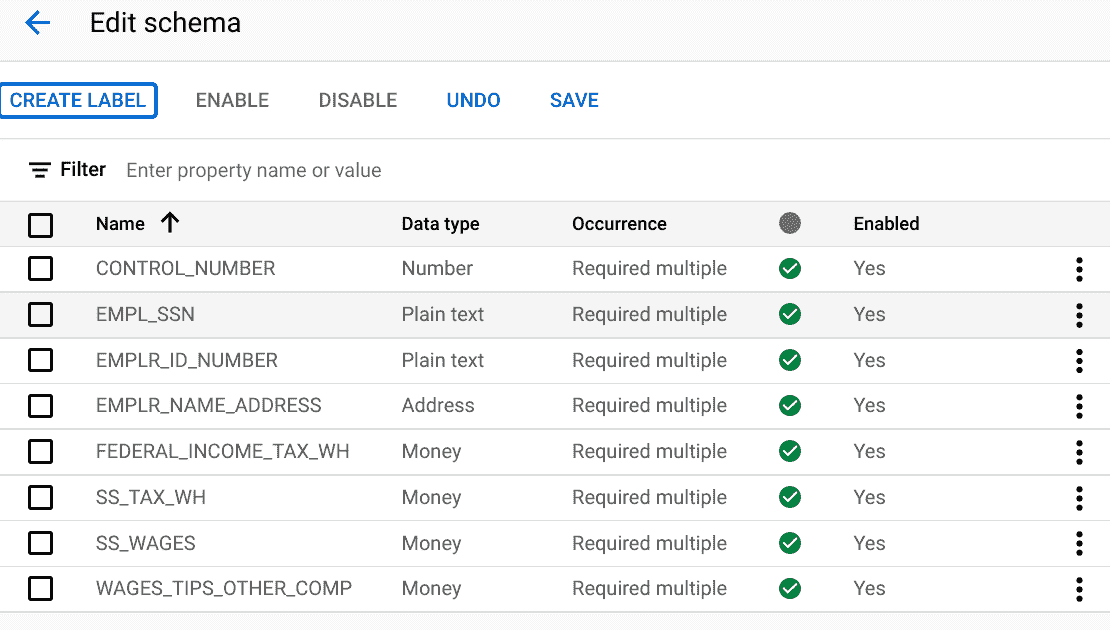 Edit schema
CREATE LABEL ENABLE DISABLE UNDO SAVE
Filter Enter property name or value
Name Data type Occurrence Enabled
CONTROL_NUMBER Number Required multiple Yes
EMPL_SSN Plain text Required multiple Yes
EMPLR_ID_NUMBER Plain text Required multiple Yes
EMPLR_NAME_ADDRESS Address Required multiple Yes
FEDERAL_INCOME_TAX_WH Money Required multiple Yes
SS_TAX_WH Money Required multiple Yes
SS_WAGES Money Required multiple Yes
WAGES_TIPS_OTHER_COMP Money Required multiple Yes